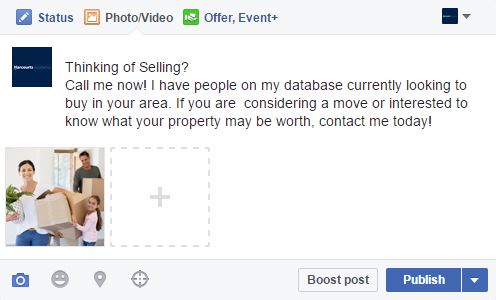 Status Photo/Video Offer, Event+
Harcourts
Thinking of Selling?
Call me now! I have people on my database currently looking to
buy in your area. If you are  considering a move or interested to
know what your property may be worth, contact me today!
Boost post Publish